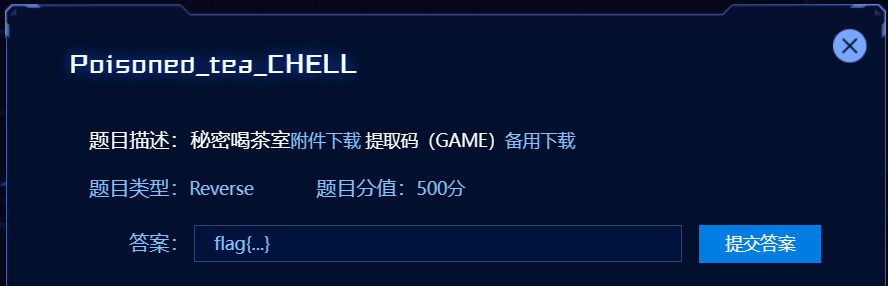 Poisoned_tea_CHELL
题目描述：秘密喝茶室附件下载 提取码（GAME）备用下载
题目类型：Reverse 题目分值：500分
答案： flag{...} 提交答案